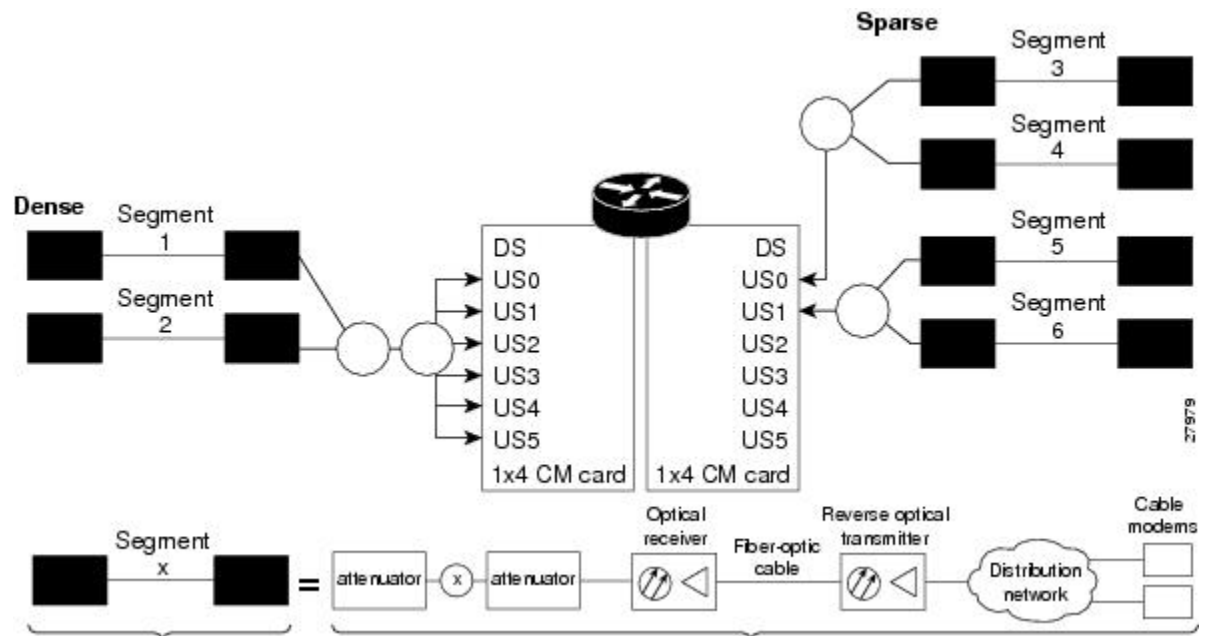 Sparse
Segment
3
Segment
4
Dense
Segment
1
Segment
2
Segment
5
Segment
6
DS
US0
US1
US2
US3
US4
US5
1x4 CM card
DS
US0
US1
US2
US3
US4
US5
1x4 CM card
27979
Segment
x
=
attenuator
x
attenuator
Optical
receiver
Fiber-optic
cable
Reverse optical
transmitter
Distribution
network
Cable
modems